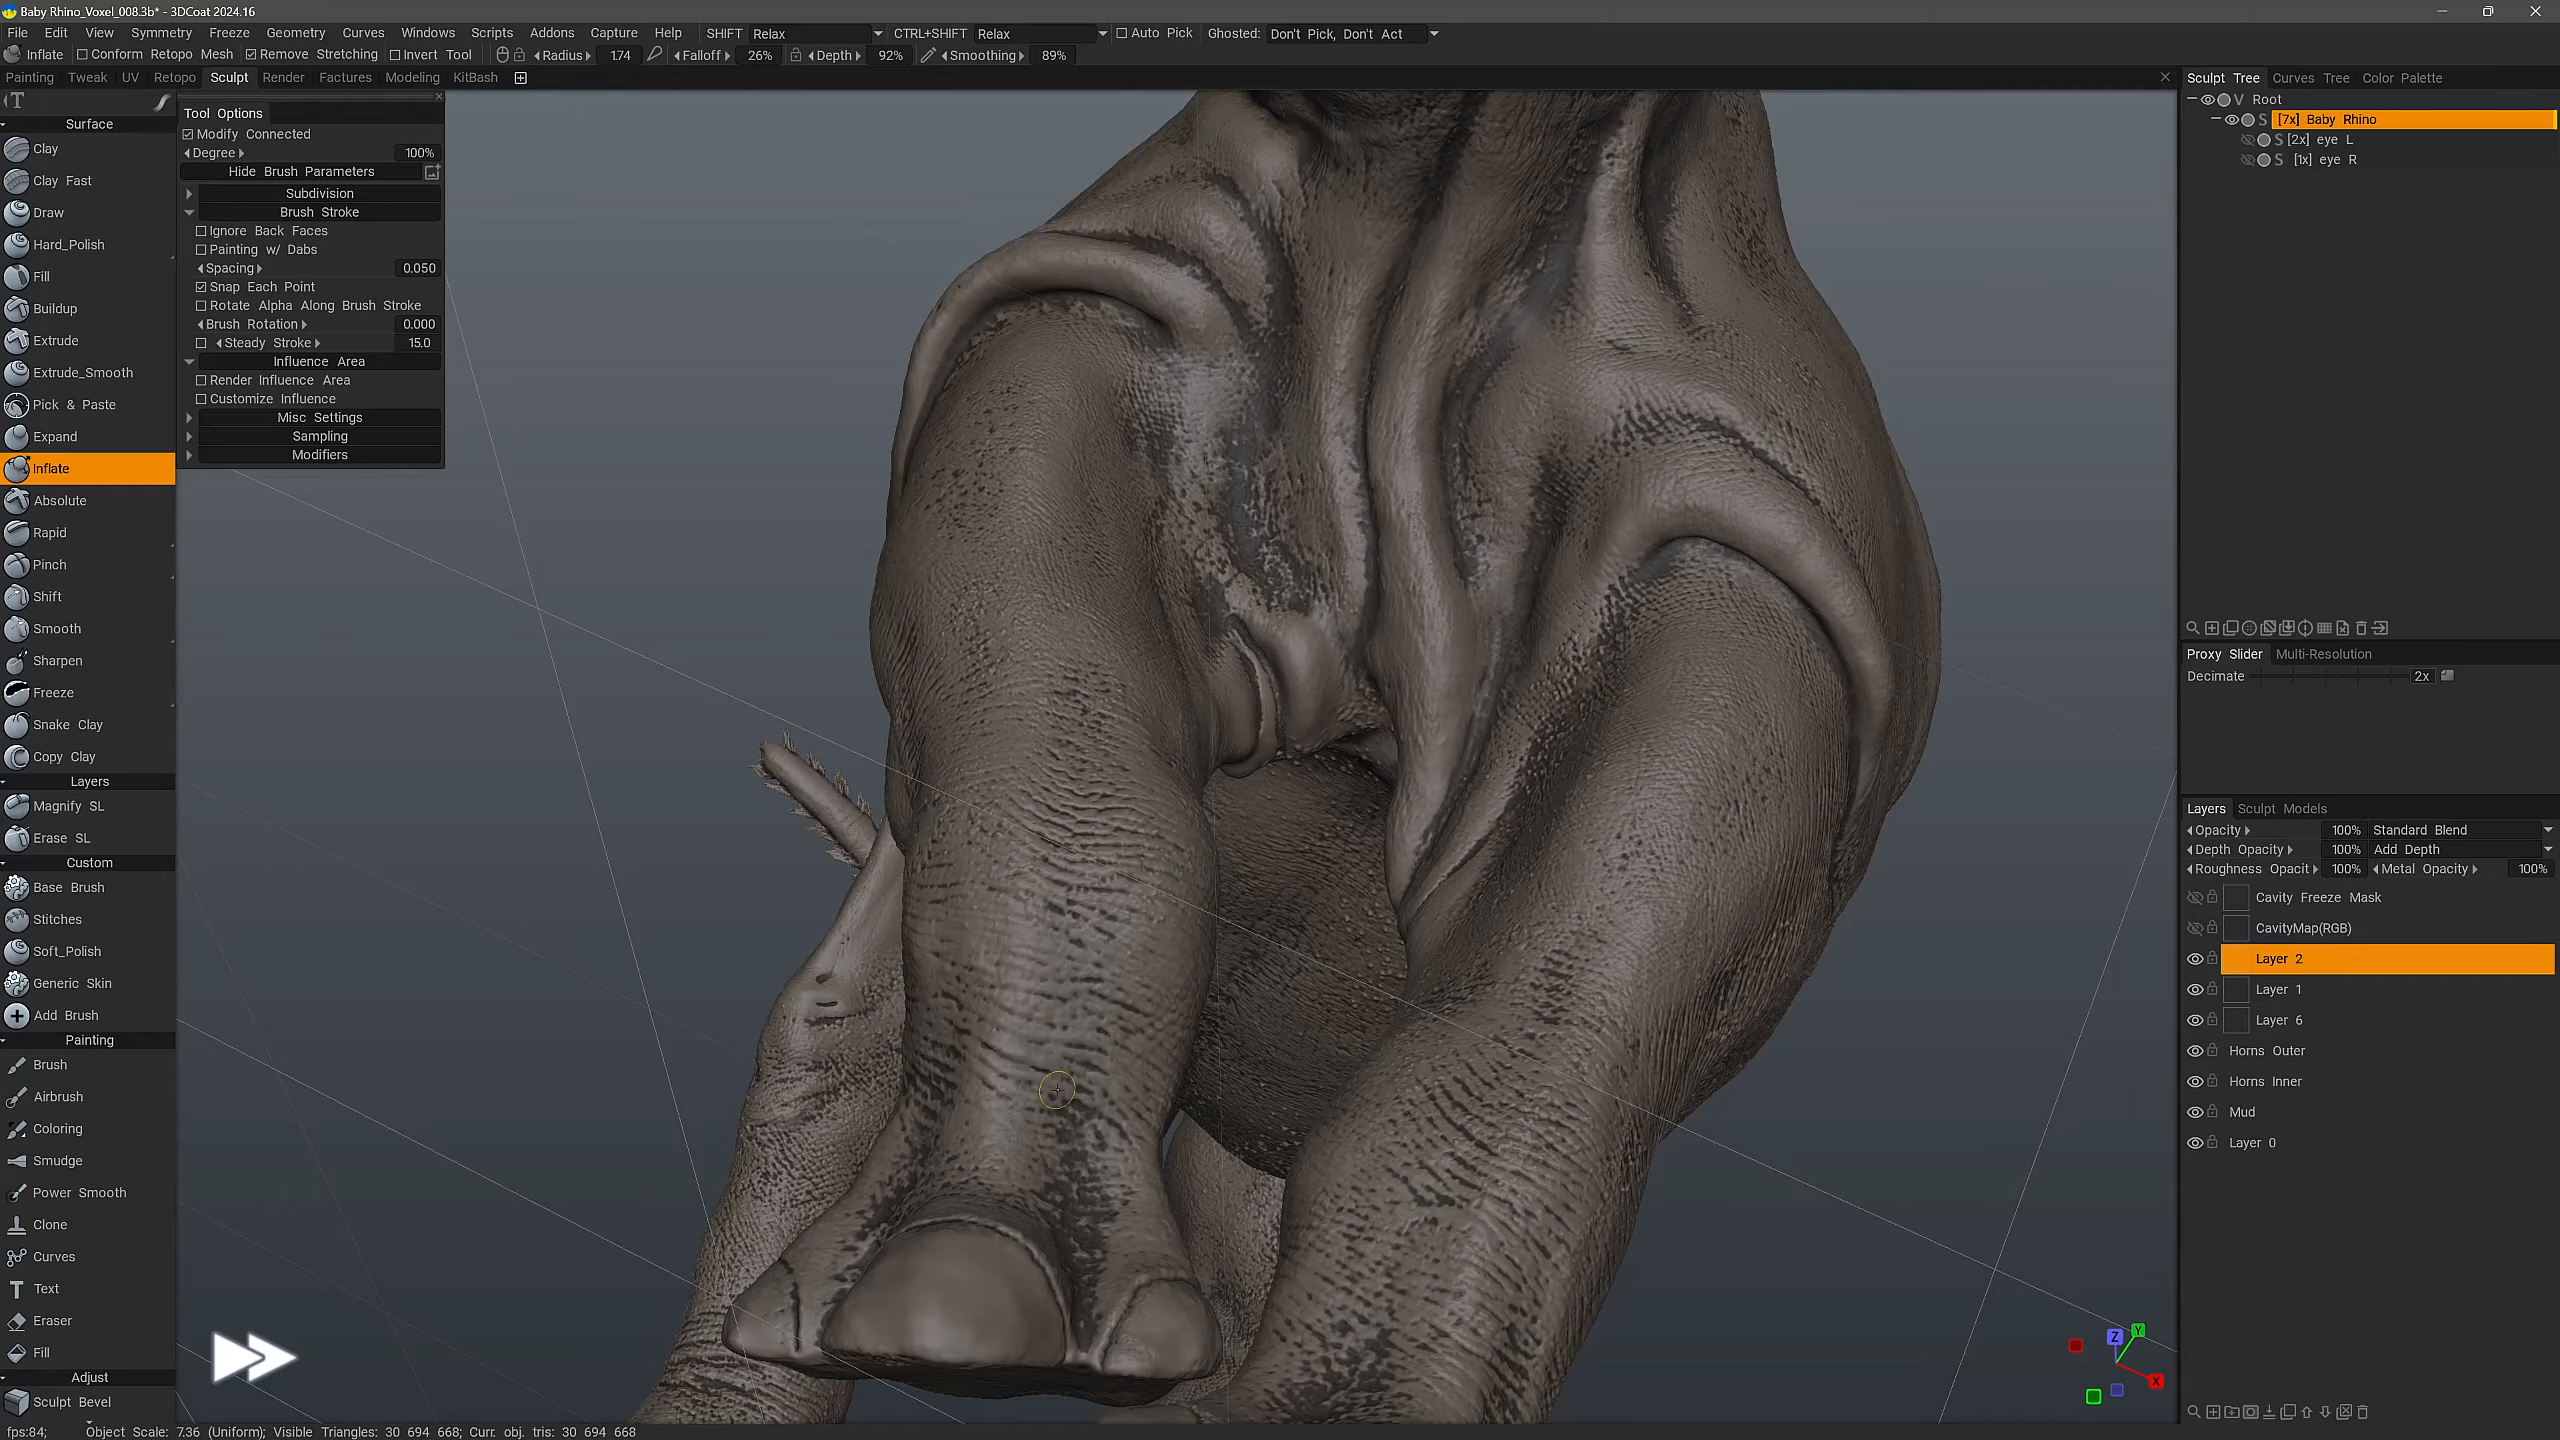 Baby Rhino_Voxel_008.3b* - 3DCoat 2024.16
File Edit View Symmetry Freeze Geometry Curves Windows Scripts Addons Capture Help SHIFT Relax CTRL+SHIFT Relax Auto Pick Ghosted: Don't Pick, Don't Act
Inflate Conform Retopo Mesh Remove Stretching Invert Tool Radius 1.74 Falloff 26% Depth 92% Smoothing 89%
Painting Tweak UV Retopo Sculpt Render Factures Modeling KitBash
T
Surface
Clay
Clay Fast
Draw
Hard_Polish
Fill
Buildup
Extrude
Extrude_Smooth
Pick & Paste
Expand
Inflate
Absolute
Rapid
Pinch
Shift
Smooth
Sharpen
Freeze
Snake Clay
Copy Clay
Layers
Magnify SL
Erase SL
Custom
Base Brush
Stitches
Soft_Polish
Generic Skin
Add Brush
Painting
Brush
Airbrush
Coloring
Smudge
Power Smooth
Clone
Curves
Text
Eraser
Fill
Adjust
Sculpt Bevel
Tool Options
Modify Connected
Degree 100%
Hide Brush Parameters
Subdivision
Brush Stroke
Ignore Back Faces
Painting w/ Dabs
Spacing 0.050
Snap Each Point
Rotate Alpha Along Brush Stroke
Brush Rotation 0.000
Steady Stroke 15.0
Influence Area
Render Influence Area
Customize Influence
Misc Settings
Sampling
Modifiers
Sculpt Tree Curves Tree Color Palette
V Root
S [7x] Baby Rhino
S [2x] eye L
S [1x] eye R
Proxy Slider Multi-Resolution
Decimate 2x
Layers Sculpt Models
Opacity 100% Standard Blend
Depth Opacity 100% Add Depth
Roughness Opacit 100% Metal Opacity 100%
Cavity Freeze Mask
CavityMap(RGB)
Layer 2
Layer 1
Layer 6
Horns Outer
Horns Inner
Mud
Layer 0
Z Y
X
fps:84; Object Scale: 7.36 (Uniform); Visible Triangles: 30 694 668; Curr. obj. tris: 30 694 668